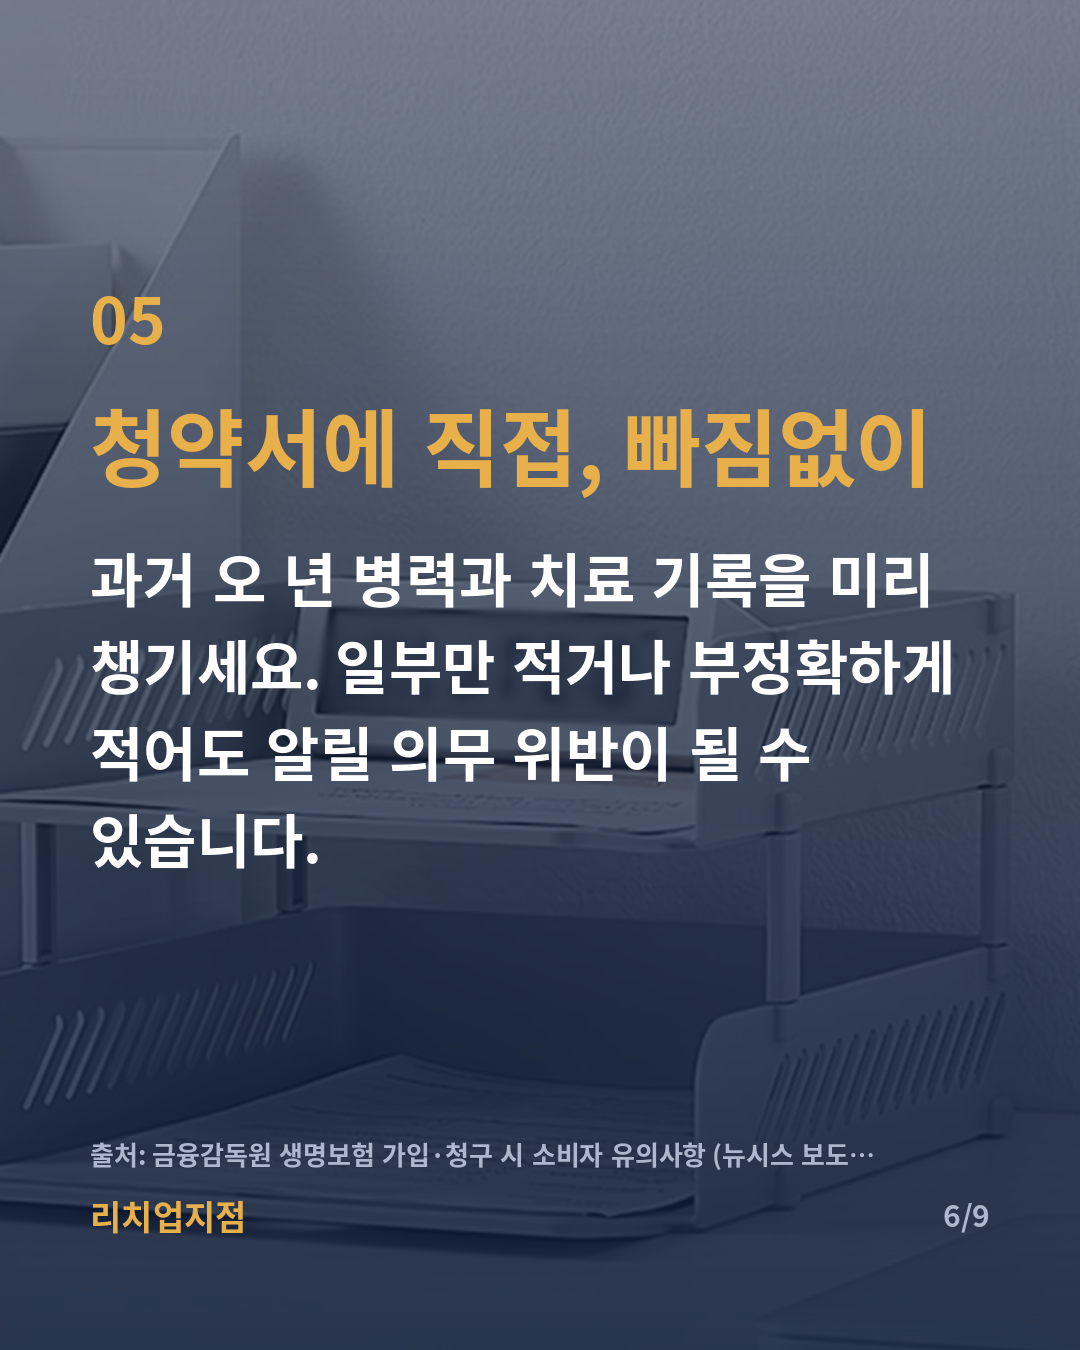 05
청약서에 직접, 빠짐없이
과거 오 년 병력과 치료 기록을 미리
챙기세요. 일부만 적거나 부정확하게
적어도 알릴 의무 위반이 될 수
있습니다.
출처: 금융감독원 생명보험 가입·청구 시 소비자 유의사항 (뉴시스 보도…
리치업지점
6/9